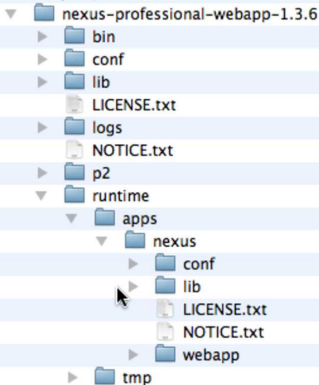 nexus-professional-webapp-1.3.6
bin
conf
lib
LICENSE.txt
logs
NOTICE.txt
p2
runtime
apps
nexus
conf
lib
LICENSE.txt
NOTICE.txt
webapp
tmp